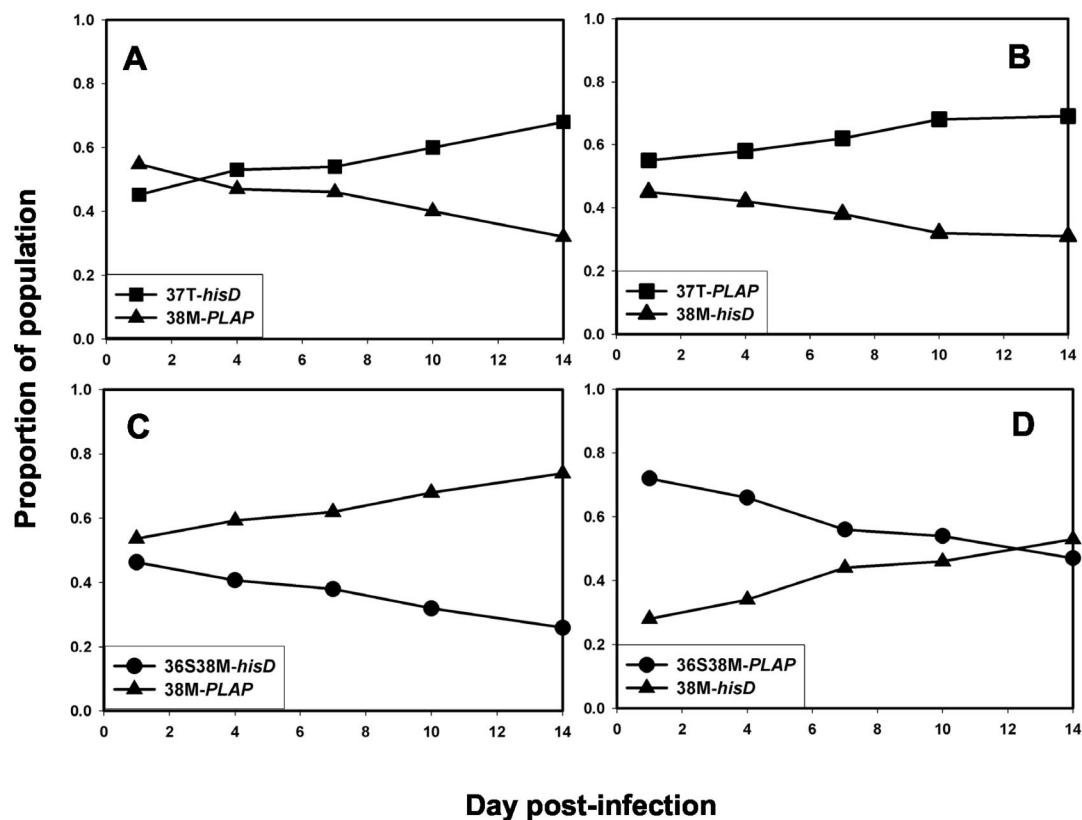 Proportion of population
A
1.0
0.8
0.6
0.4
0.2
0.0
37T-hisD
38M-PLAP
0 2 4 6 8 10 12 14
B
1.0
0.8
0.6
0.4
0.2
0.0
37T-PLAP
38M-hisD
0 2 4 6 8 10 12 14
C
1.0
0.8
0.6
0.4
0.2
0.0
36S38M-hisD
38M-PLAP
0 2 4 6 8 10 12 14
D
1.0
0.8
0.6
0.4
0.2
0.0
36S38M-PLAP
38M-hisD
0 2 4 6 8 10 12 14
Day post-infection